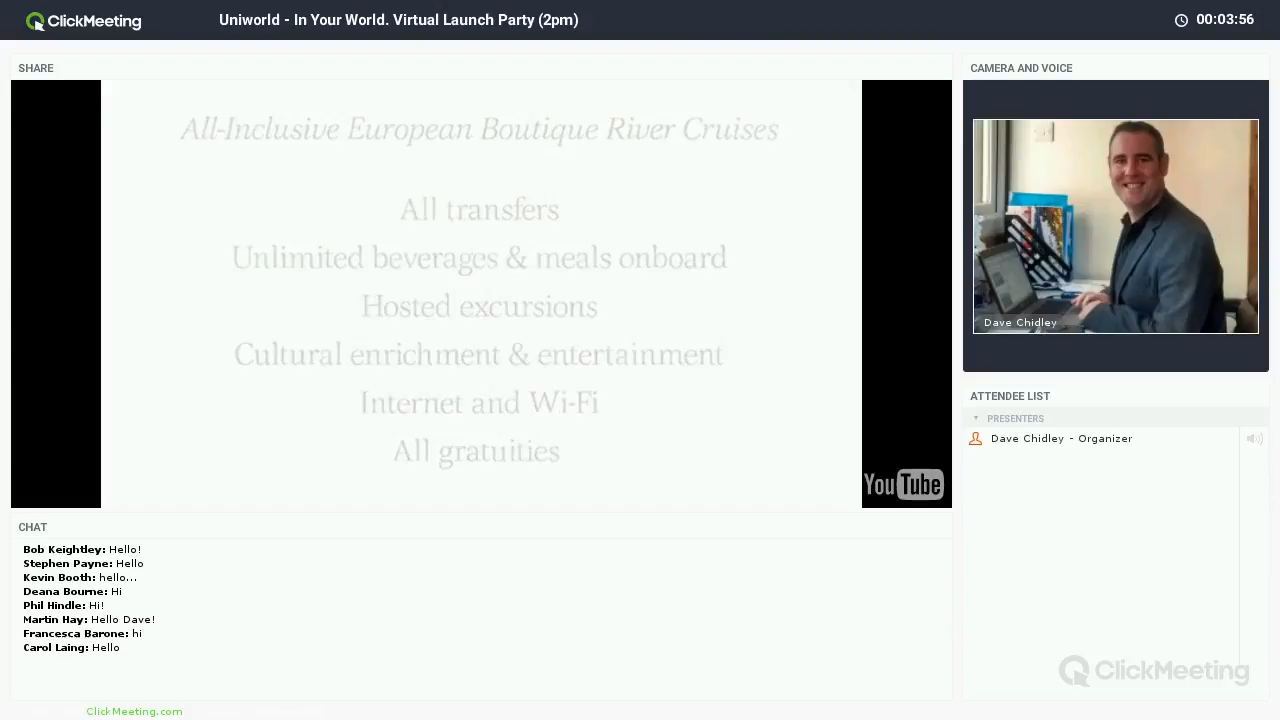 ClickMeeting
Uniworld - In Your World. Virtual Launch Party (2pm)
00:03:56
SHARE
All-Inclusive European Boutique River Cruises
All transfers
Unlimited beverages & meals onboard
Hosted excursions
Cultural enrichment & entertainment
Internet and Wi-Fi
All gratuities
YouTube
CHAT
Bob Keightley: Hello!
Stephen Payne: Hello
Kevin Booth: hello...
Deana Bourne: Hi
Phil Hindle: Hi!
Martin Hay: Hello Dave!
Francesca Barone: hi
Carol Laing: Hello
CAMERA AND VOICE
Dave Chidley
ATTENDEE LIST
PRESENTERS
Dave Chidley - Organizer
ClickMeeting
ClickMeeting.com